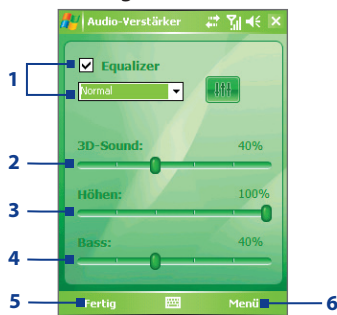 Audio-Verstärker
1
Equalizer
Normal
3D-Sound: 40%
2
Höhen: 100%
3
Bass: 40%
4
5 Fertig Menü 6